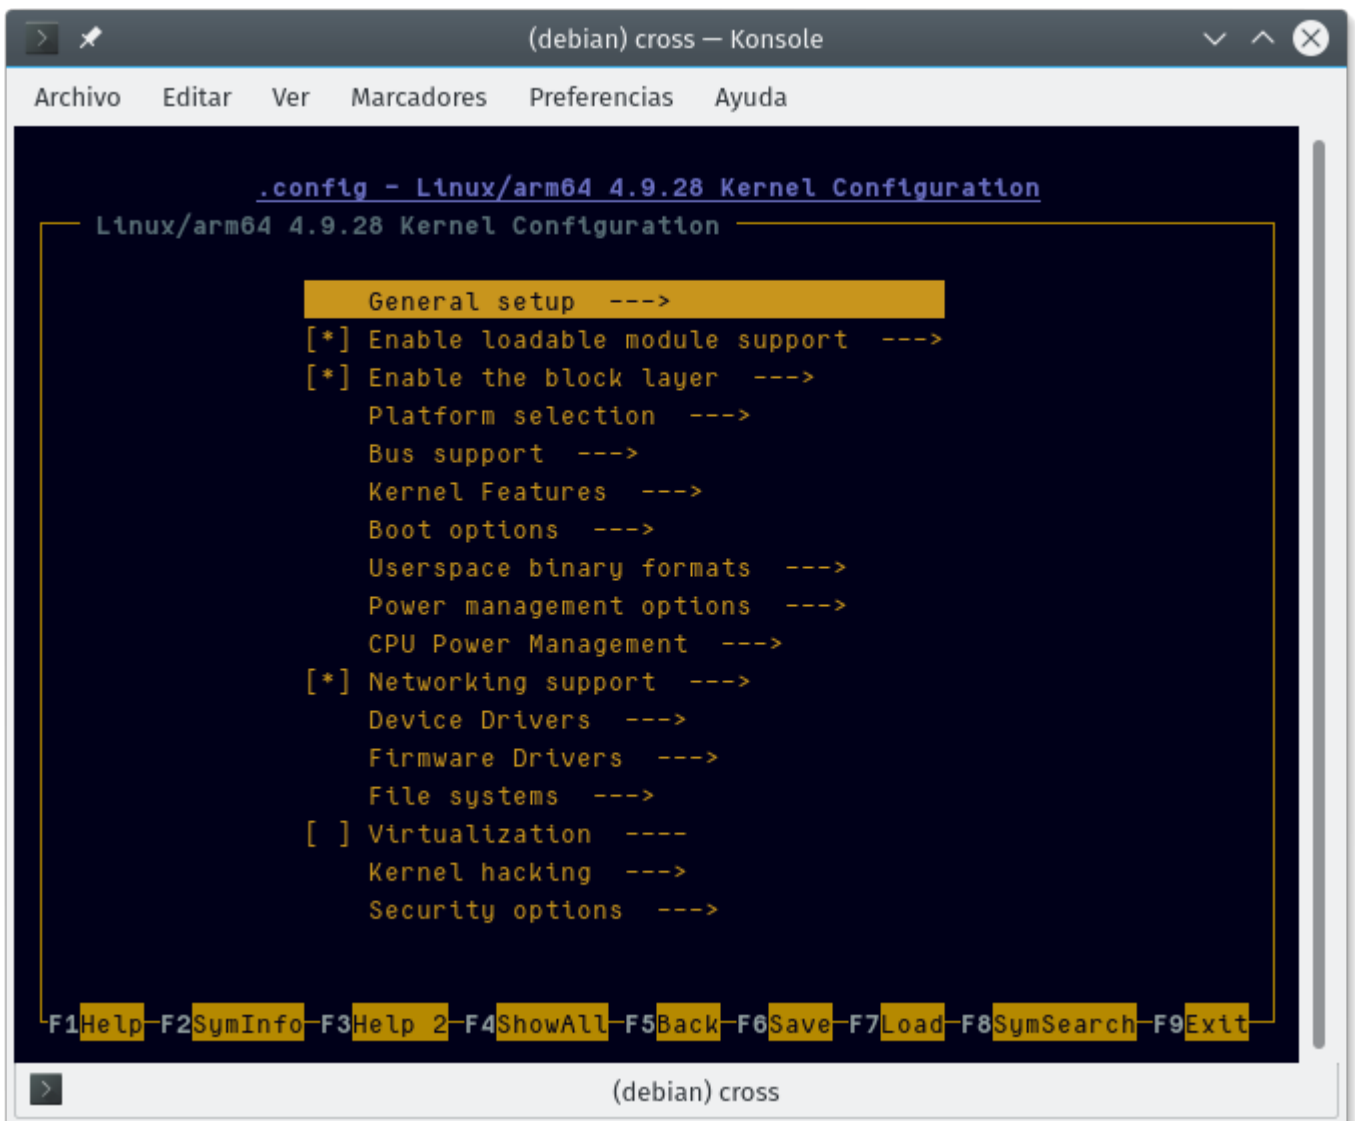 (debian) cross — Konsole
Archivo Editar Ver Marcadores Preferencias Ayuda
.config - Linux/arm64 4.9.28 Kernel Configuration
Linux/arm64 4.9.28 Kernel Configuration
General setup  --->
[*] Enable loadable module support  --->
[*] Enable the block layer  --->
Platform selection  --->
Bus support  --->
Kernel Features  --->
Boot options  --->
Userspace binary formats  --->
Power management options  --->
CPU Power Management  --->
[*] Networking support  --->
Device Drivers  --->
Firmware Drivers  --->
File systems  --->
[ ] Virtualization  ----
Kernel hacking  --->
Security options  --->
F1Help-F2SymInfo-F3Help 2-F4ShowAll-F5Back-F6Save-F7Load-F8SymSearch-F9Exit
(debian) cross